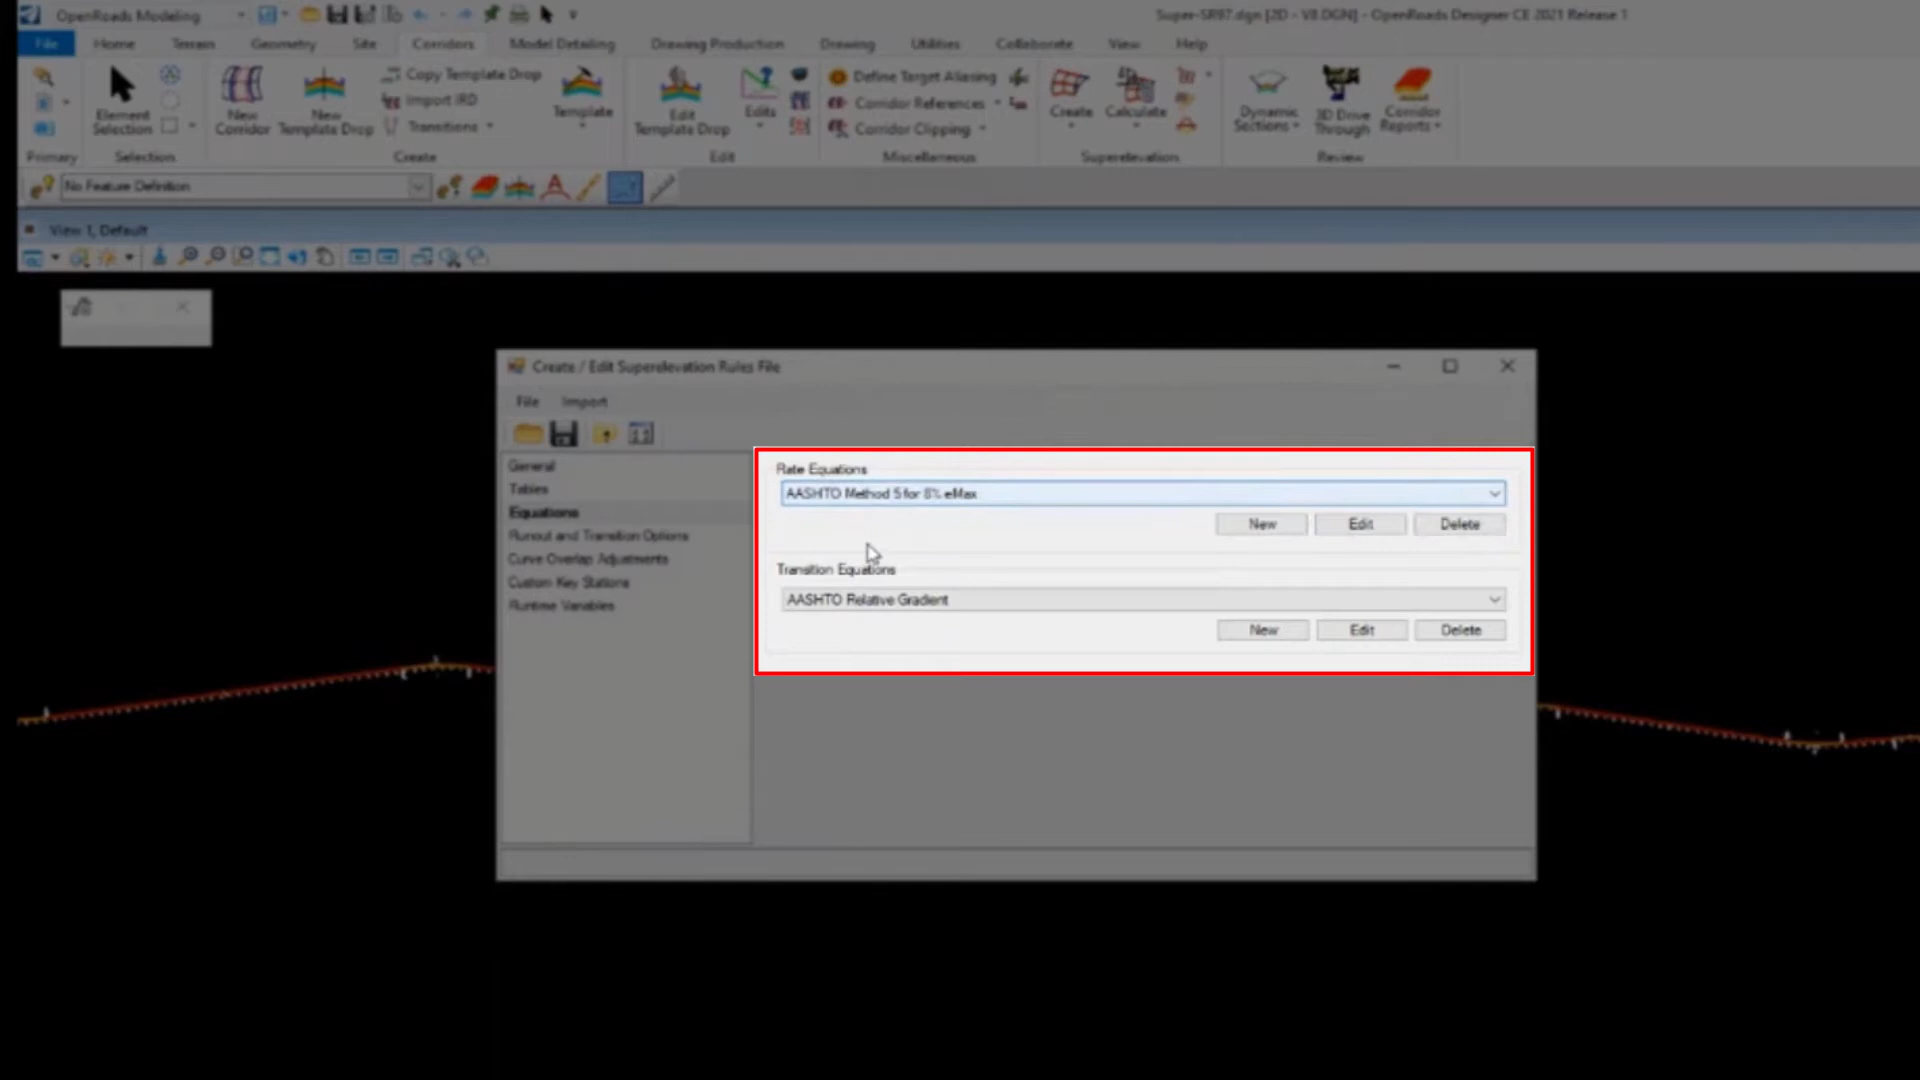 OpenRoads Modeling
Super-SR97.dgn [2D - V8 DGN] - OpenRoads Designer CE 2021 Release 1
File Home Terrain Geometry Site Corridors Model Detailing Drawing Production Drawing Utilities Collaborate View Help
Element Selection
New Corridor
New Template Drop
Copy Template Drop
Import IRD
Transitions
Template
Edit Template Drop
Edits
Define Target Aliasing
Corridor References
Corridor Clipping
Create
Calculate
Dynamic Sections
3D Drive Through
Corridor Reports
Primary Selection Create Edit Miscellaneous Superelevation Review
No Feature Definition
View 1, Default
Create / Edit Superelevation Rules File
File Import
General
Tables
Equations
Runout and Transition Options
Curve Overlap Adjustments
Custom Key Stations
Runtime Variables
Rate Equations
AASHTO Method 5 for 8% eMax
New Edit Delete
Transition Equations
AASHTO Relative Gradient
New Edit Delete